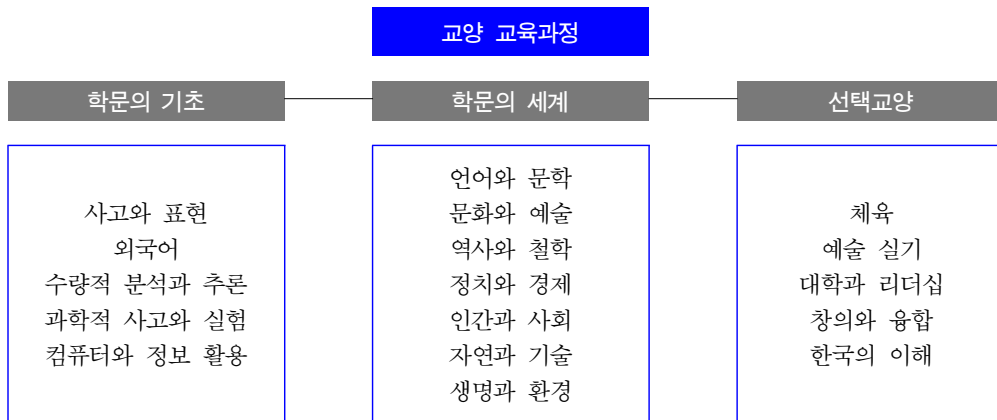 교양 교육과정
학문의 기초
학문의 세계
선택교양
사고와 표현
외국어
수량적 분석과 추론
과학적 사고와 실험
컴퓨터와 정보 활용
언어와 문학
문화와 예술
역사와 철학
정치와 경제
인간과 사회
자연과 기술
생명과 환경
체육
예술 실기
대학과 리더십
창의와 융합
한국의 이해